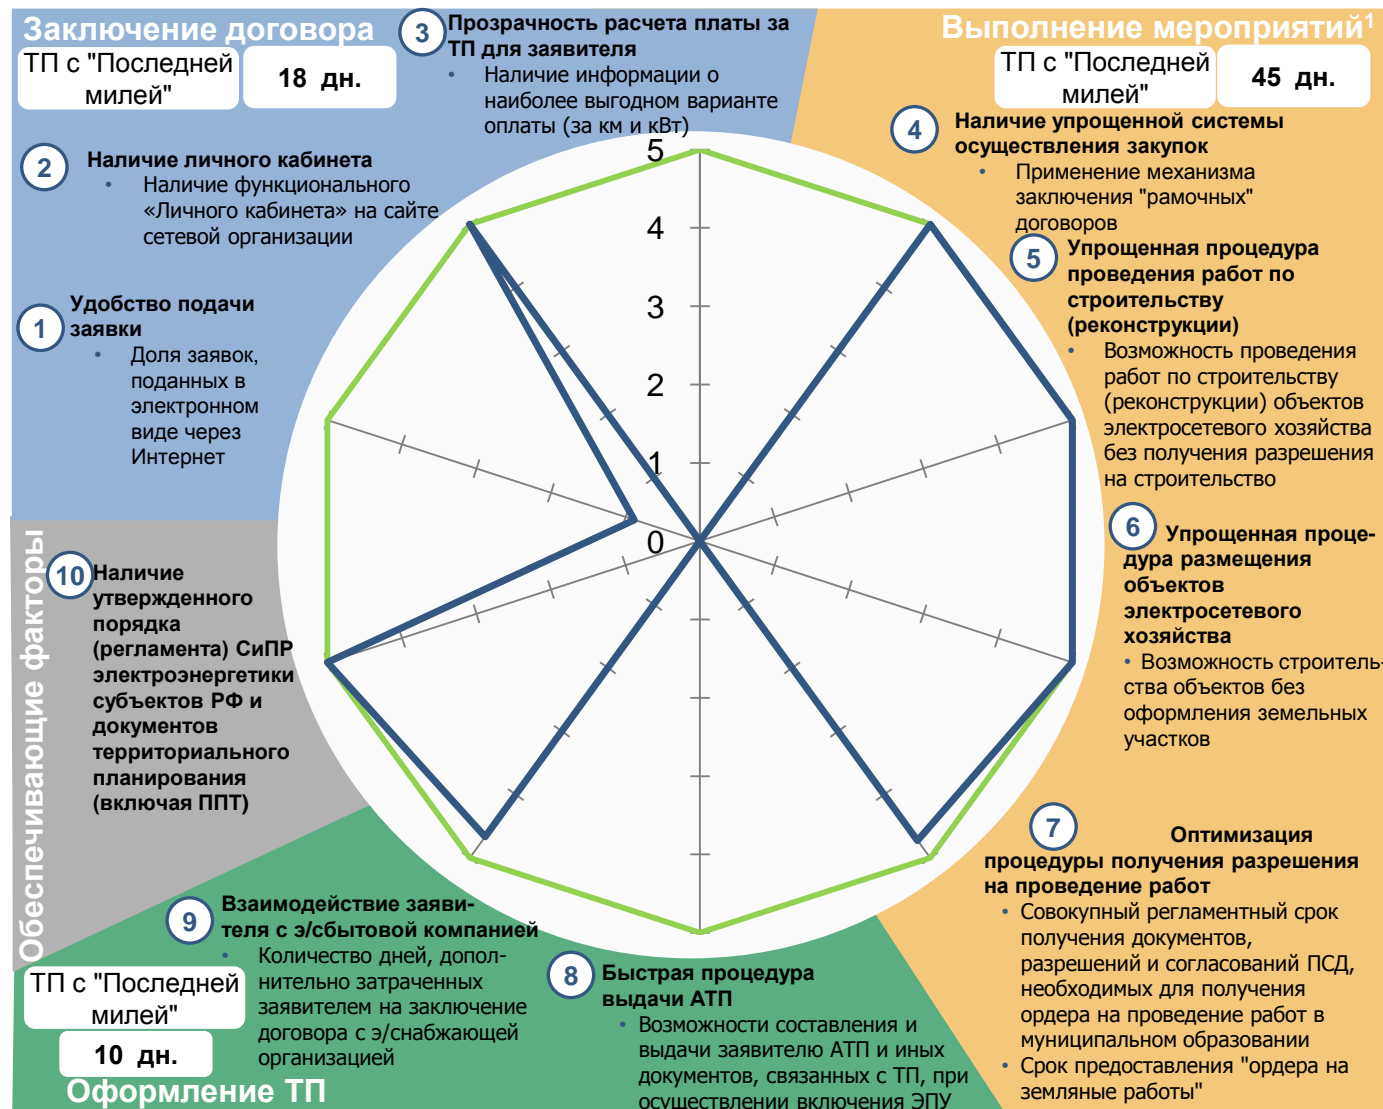 Заключение договора
ТП с "Последней
милей"
18 дн.
3
Прозрачность расчета платы за
ТП для заявителя
• Наличие информации о
наиболее выгодном варианте
оплаты (за км и кВт)
2
Наличие личного кабинета
• Наличие функционального
«Личного кабинета» на сайте
сетевой организации
1
Удобство подачи
заявки
• Доля заявок,
поданных в
электронном
виде через
Интернет
Выполнение мероприятий¹
ТП с "Последней
милей"
45 дн.
4
Наличие упрощенной системы
осуществления закупок
• Применение механизма
заключения "рамочных"
договоров
5
Упрощенная процедура
проведения работ по
строительству
(реконструкции)
• Возможность проведения
работ по строительству
(реконструкции) объектов
электросетевого хозяйства
без получения разрешения
на строительство
6
Упрощенная проце-
дура размещения
объектов
электросетевого
хозяйства
• Возможность строитель-
ства объектов без
оформления земельных
участков
7
Оптимизация
процедуры получения разрешения
на проведение работ
• Совокупный регламентный срок
получения документов,
разрешений и согласований ПСД,
необходимых для получения
ордера на проведение работ в
муниципальном образовании
• Срок предоставления "ордера на
земляные работы"
5
4
3
2
1
0
Обеспечивающие факторы
10
Наличие
утвержденного
порядка
(регламента) СиПР
электроэнергетики
субъектов РФ и
документов
территориального
планирования
(включая ППТ)
9
Взаимодействие заяви-
теля с э/сбытовой компанией
• Количество дней, допол-
нительно затраченных
заявителем на заключение
договора с э/снабжающей
организацией
8
Быстрая процедура
выдачи АТП
• Возможности составления и
выдачи заявителю АТП и иных
документов, связанных с ТП, при
осуществлении включения ЭПУ
ТП с "Последней
милей"
10 дн.
Оформление ТП